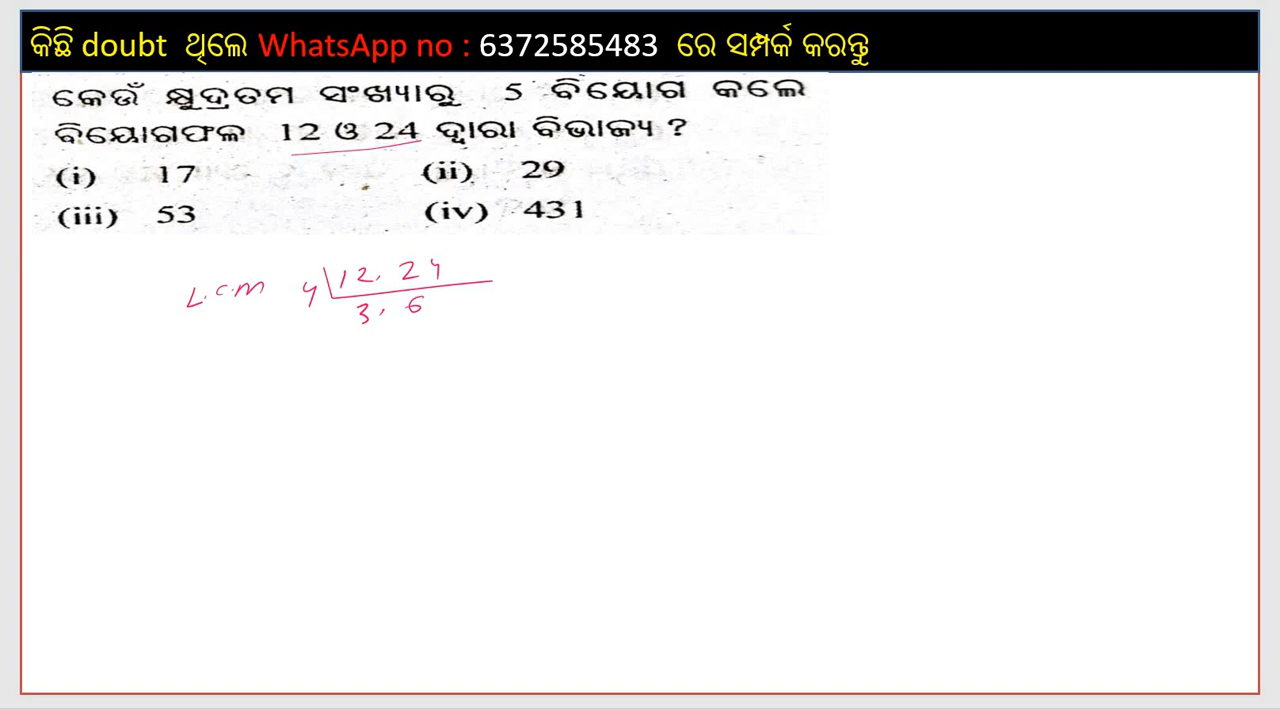 କିଛି doubt ଥିଲେ WhatsApp no : 6372585483 ରେ ସମ୍ପର୍କ କରନ୍ତୁ
କେଉଁ କ୍ଷୁଦ୍ରତମ ସଂଖ୍ୟାରୁ 5 ବିୟୋଗ କଲେ
ବିୟୋଗଫଳ 12 ଓ 24 ଦ୍ୱାରା ବିଭାଜ୍ୟ ?
(i) 17 (ii) 29
(iii) 53 (iv) 431
L.C.M 4 12, 24
3, 6